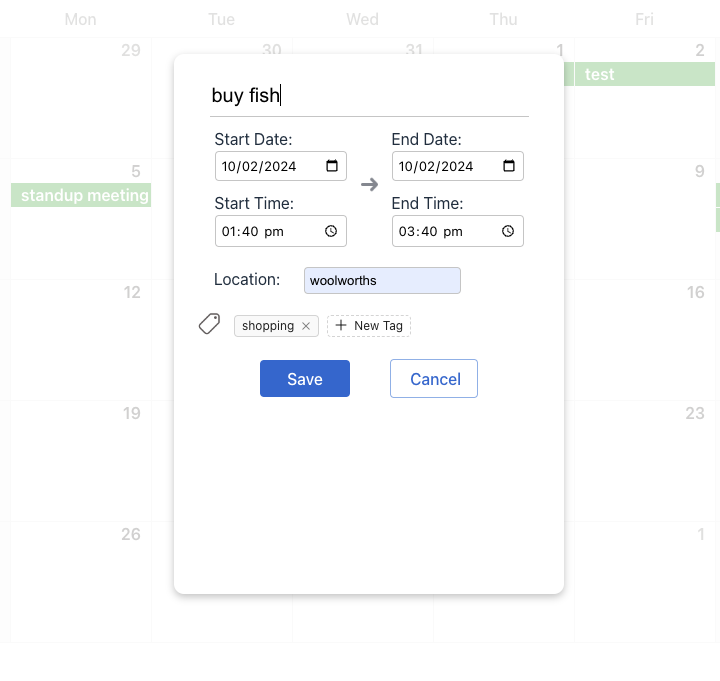 Mon Tue Wed Thu Fri
29 30 31 1 2
test
buy fish
Start Date: End Date:
10/02/2024 10/02/2024
5 9
standup meeting
Start Time: End Time:
01:40 pm 03:40 pm
Location: woolworths
12 16
shopping × + New Tag
Save Cancel
19 23
26 1